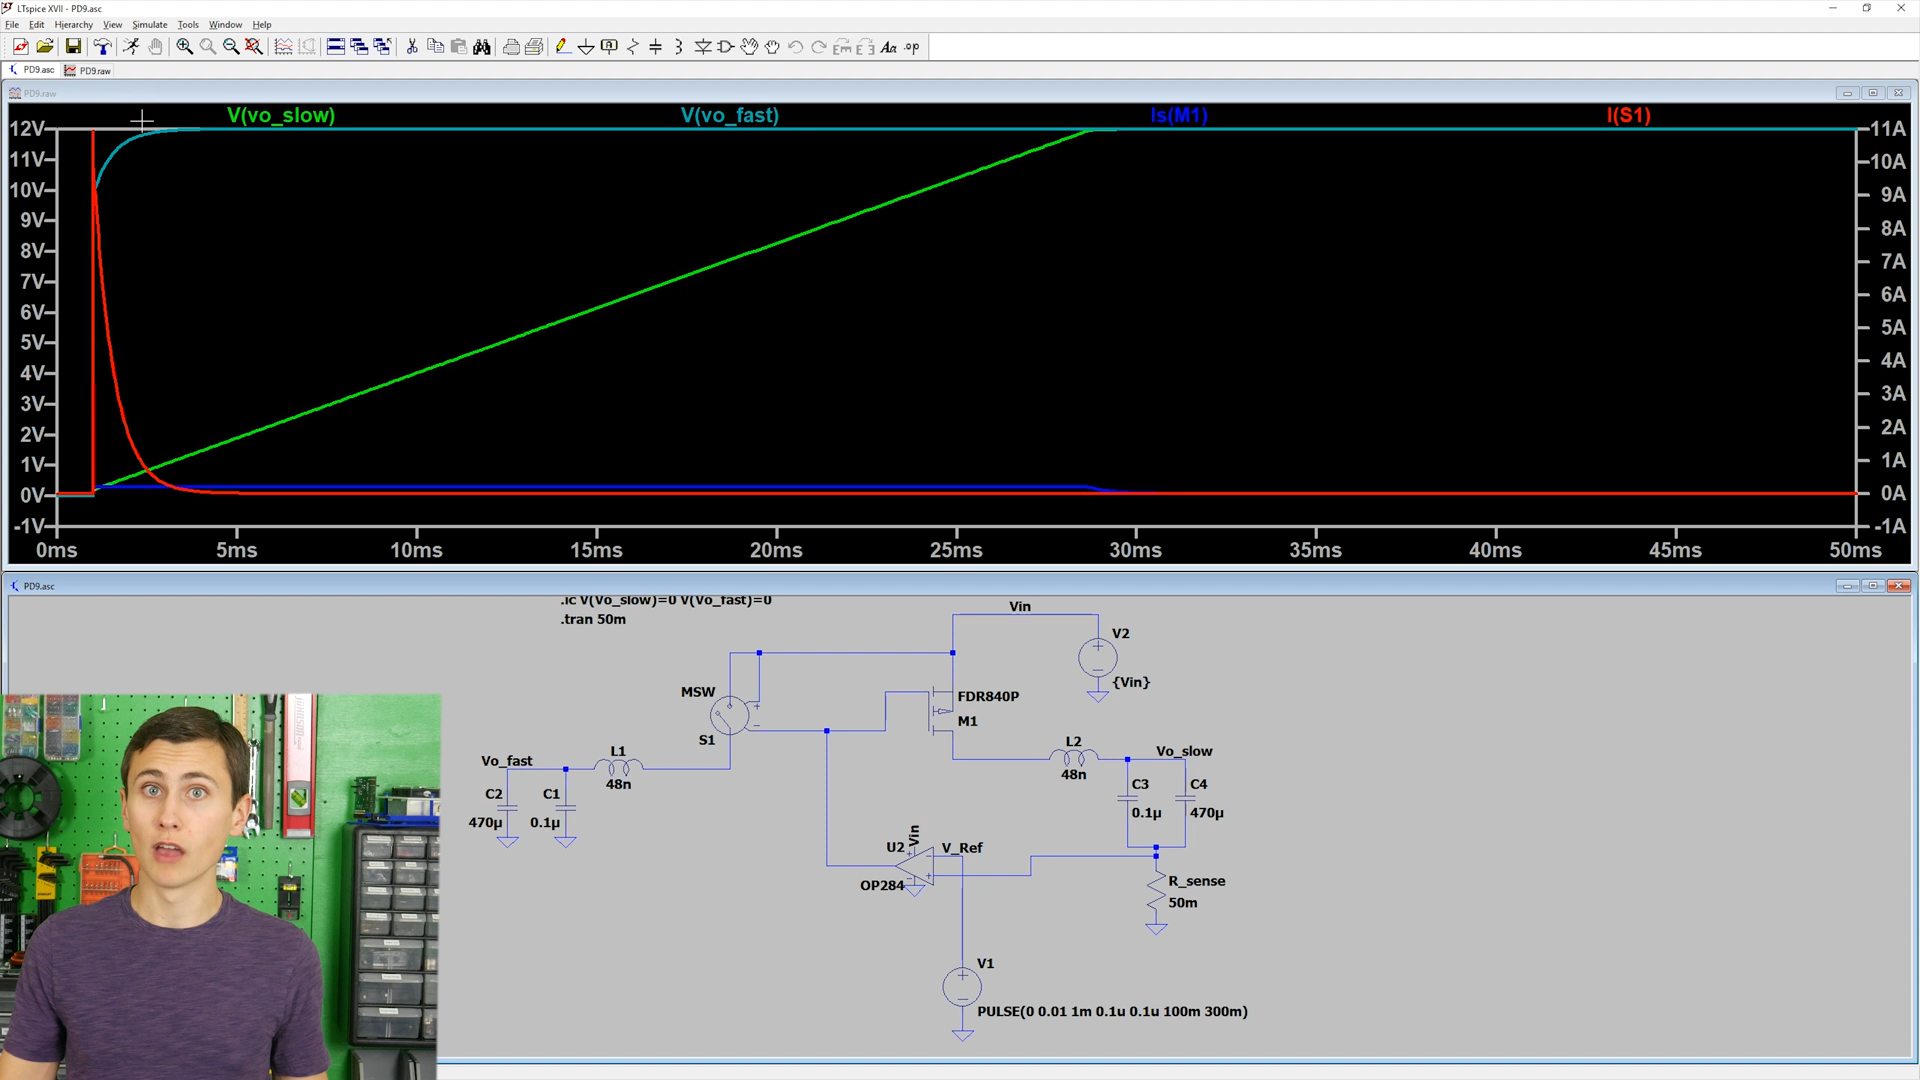 LTspice XVII - PD9.asc
File Edit Hierarchy View Simulate Tools Window Help
PD9.asc PD9.raw
PD9.raw
V(vo_slow) V(vo_fast) Is(M1) I(S1)
12V 11A
11V 10A
10V 9A
9V 8A
8V 7A
7V 6A
6V 5A
5V 4A
4V 3A
3V 2A
2V 1A
1V 0A
0V -1A
-1V
0ms 5ms 10ms 15ms 20ms 25ms 30ms 35ms 40ms 45ms 50ms
PD9.asc
.ic V(Vo_slow)=0 V(Vo_fast)=0
.tran 50m
Vin
V2
{Vin}
MSW
S1
FDR840P
M1
Vo_fast
L1
48n
C2
470µ
C1
0.1µ
L2
48n
Vo_slow
C3
0.1µ
C4
470µ
U2
Vin
V_Ref
OP284
R_sense
50m
V1
PULSE(0 0.01 1m 0.1u 0.1u 100m 300m)